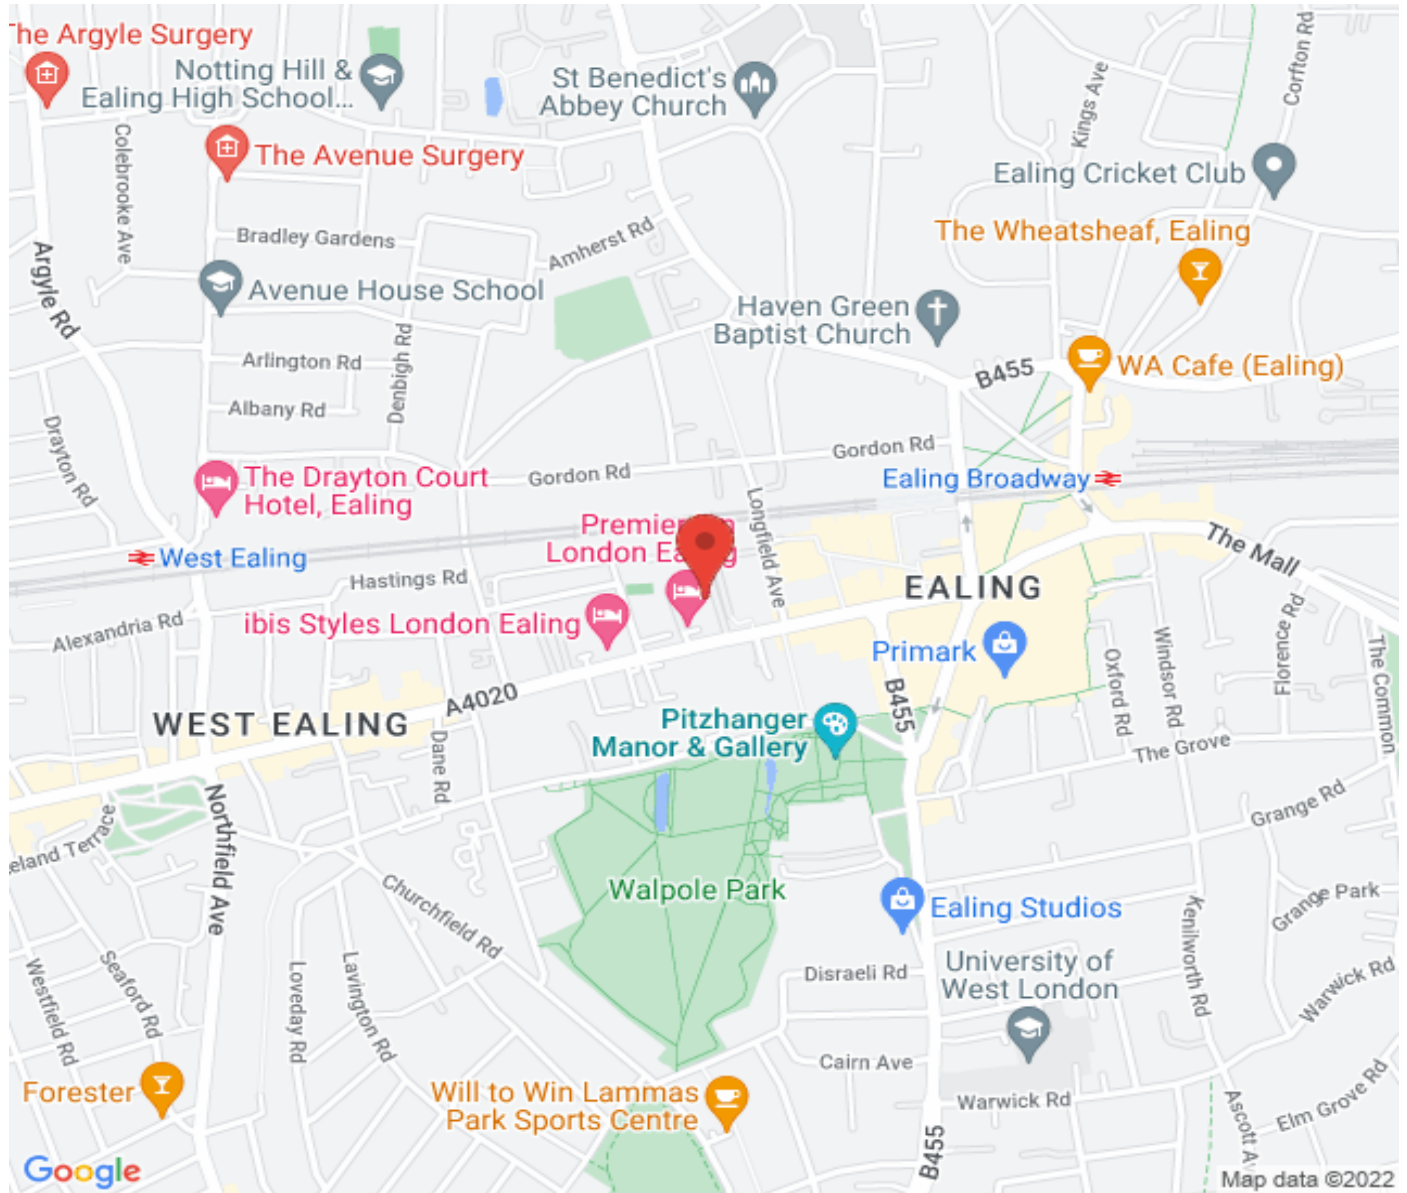 The Argyle Surgery
Notting Hill &
Ealing High School...
St Benedict's
Abbey Church
Kings Ave
Corfton Rd
Colebrooke Ave
The Avenue Surgery
Ealing Cricket Club
Bradley Gardens
Amherst Rd
The Wheatsheaf, Ealing
Argyle Rd
Avenue House School
Haven Green
Baptist Church
Arlington Rd
Denbigh Rd
B455
WA Cafe (Ealing)
Albany Rd
Drayton Rd
Gordon Rd
Gordon Rd
The Drayton Court
Hotel, Ealing
Ealing Broadway
Longfield Ave
Premier
London
West Ealing
Hastings Rd
The Mall
EALING
Alexandria Rd
ibis Styles London Ealing
Primark
Florence Rd
Windsor Rd
Oxford Rd
The Common
A4020
B455
WEST EALING
Pitzhanger
Manor & Gallery
Dane Rd
The Grove
Northfield Ave
Grange Rd
eland Terrace
Walpole Park
Churchfield Rd
Ealing Studios
Grange Park
Kenilworth Rd
Seaford Rd
Westfield Rd
Loveday Rd
Lavington Rd
Disraeli Rd
University of
West London
Warwick Rd
Cairn Ave
Forester
Will to Win Lammas
Park Sports Centre
Warwick Rd
Ascott Av
Elm Grove Rd
B455
Google
Map data ©2022